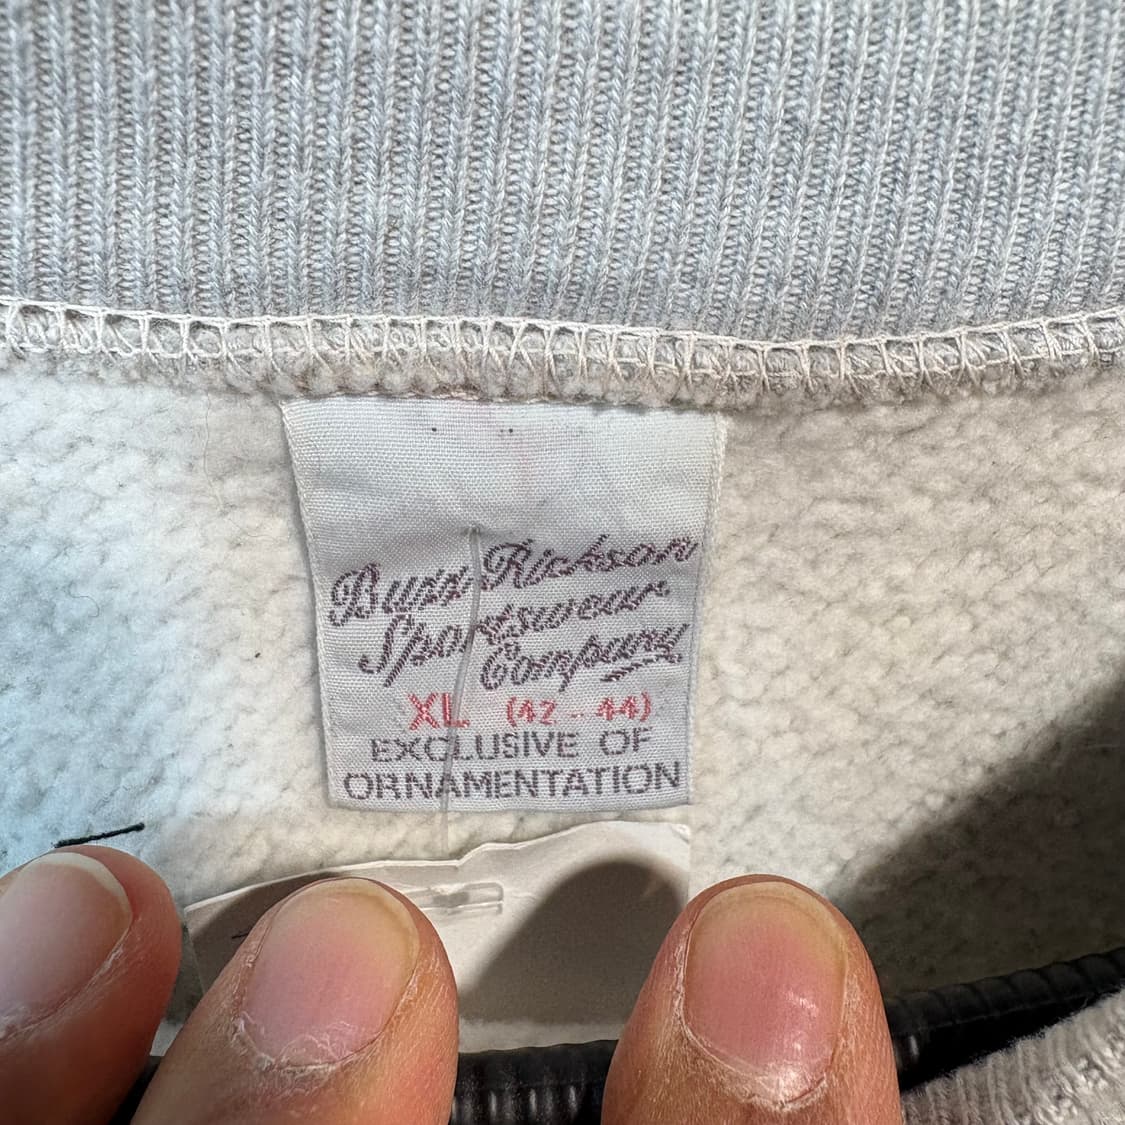 Buzz Rickson
Sportswear
Company
XL (42 - 44)
EXCLUSIVE OF
ORNAMENTATION